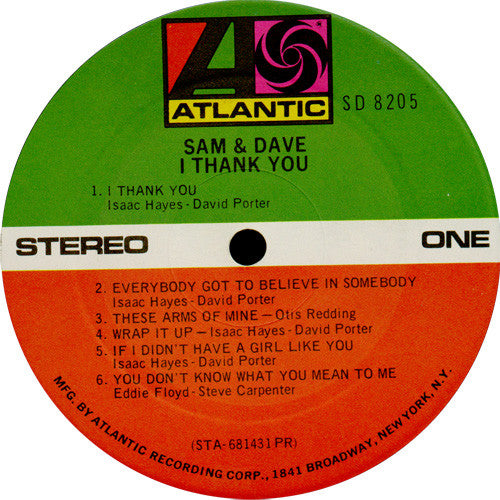 ATLANTIC
SD 8205
SAM & DAVE
I THANK YOU
1. I THANK YOU
Isaac Hayes - David Porter
STEREO ONE
2. EVERYBODY GOT TO BELIEVE IN SOMEBODY
Isaac Hayes - David Porter
3. THESE ARMS OF MINE — Otis Redding
4. WRAP IT UP — Isaac Hayes - David Porter
5. IF I DIDN'T HAVE A GIRL LIKE YOU
Isaac Hayes - David Porter
6. YOU DON'T KNOW WHAT YOU MEAN TO ME
Eddie Floyd - Steve Carpenter
(STA-681431 PR)
MFG. BY ATLANTIC RECORDING CORP., 1841 BROADWAY, NEW YORK, N.Y.